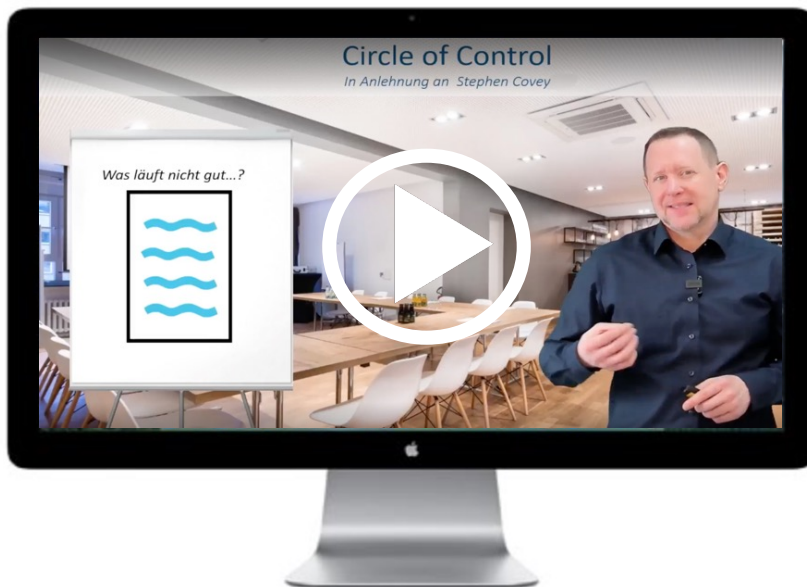 Circle of Control
In Anlehnung an Stephen Covey
Was läuft nicht gut...?